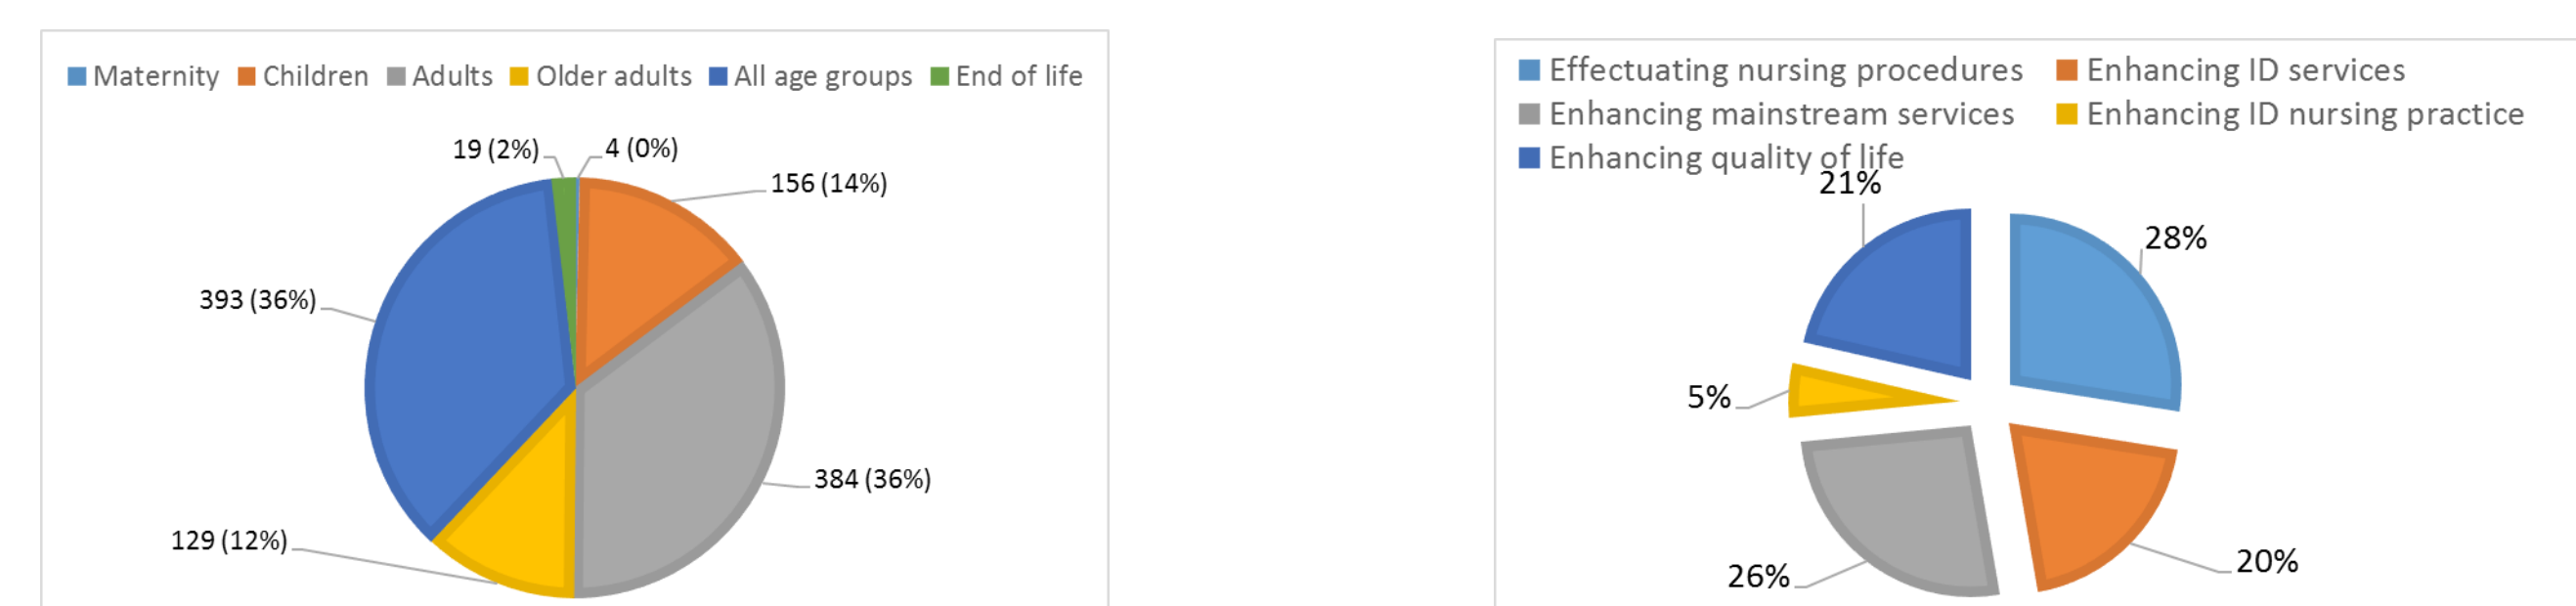 Maternity Children Adults Older adults All age groups End of life
19 (2%)
4 (0%)
156 (14%)
393 (36%)
384 (36%)
129 (12%)
Effectuating nursing procedures Enhancing ID services
Enhancing mainstream services Enhancing ID nursing practice
Enhancing quality of life
21%
28%
5%
26%
20%